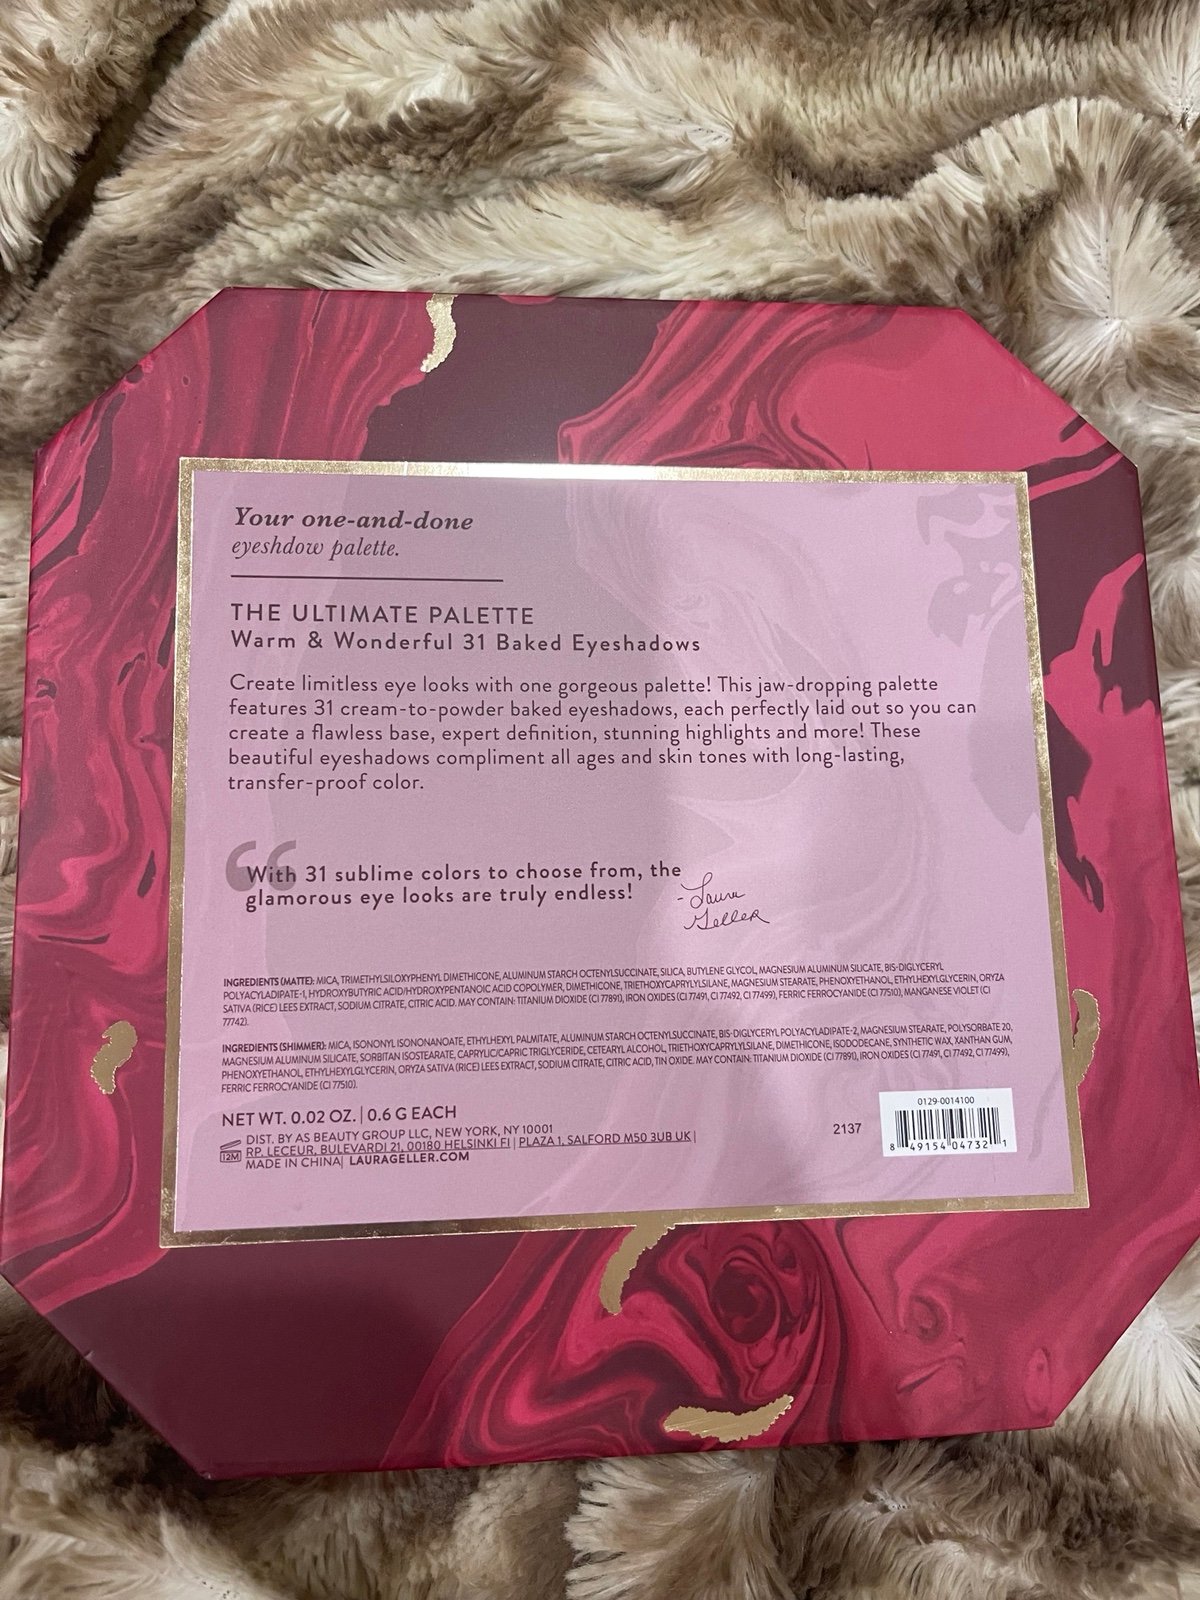 Your one-and-done
eyeshdow palette.
THE ULTIMATE PALETTE
Warm & Wonderful 31 Baked Eyeshadows
Create limitless eye looks with one gorgeous palette! This jaw-dropping palette
features 31 cream-to-powder baked eyeshadows, each perfectly laid out so you can
create a flawless base, expert definition, stunning highlights and more! These
beautiful eyeshadows compliment all ages and skin tones with long-lasting,
transfer-proof color.
“With 31 sublime colors to choose from, the
glamorous eye looks are truly endless!
- Laura
Geller
INGREDIENTS (MATTE): MICA, TRIMETHYLSILOXYPHENYL DIMETHICONE, ALUMINUM STARCH OCTENYLSUCCINATE, SILICA, BUTYLENE GLYCOL, MAGNESIUM ALUMINUM SILICATE, BIS-DIGLYCERYL
POLYACYLADIPATE-1, HYDROXYBUTYRIC ACID/HYDROXYPENTANOIC ACID COPOLYMER, DIMETHICONE, TRIETHOXYCAPRYLYLSILANE, MAGNESIUM STEARATE, PHENOXYETHANOL, ETHYLHEXYLGLYCERIN, ORYZA
SATIVA (RICE) LEES EXTRACT, SODIUM CITRATE, CITRIC ACID. MAY CONTAIN: TITANIUM DIOXIDE (CI 77891), IRON OXIDES (CI 77491, CI 77492, CI 77499), FERRIC FERROCYANIDE (CI 77510), MANGANESE VIOLET (CI
77742).
INGREDIENTS (SHIMMER): MICA, ISONONYL ISONONANOATE, ETHYLHEXYL PALMITATE, ALUMINUM STARCH OCTENYLSUCCINATE, BIS-DIGLYCERYL POLYACYLADIPATE-2, MAGNESIUM STEARATE, POLYSORBATE 20,
MAGNESIUM ALUMINUM SILICATE, SORBITAN ISOSTEARATE, CAPRYLIC/CAPRIC TRIGLYCERIDE, CETEARYL ALCOHOL, TRIETHOXYCAPRYLYLSILANE, DIMETHICONE, ISODODECANE, SYNTHETIC WAX, XANTHAN GUM,
PHENOXYETHANOL, ETHYLHEXYLGLYCERIN, ORYZA SATIVA (RICE) LEES EXTRACT, SODIUM CITRATE, CITRIC ACID, TIN OXIDE. MAY CONTAIN: TITANIUM DIOXIDE (CI 77891), IRON OXIDES (CI 77491, CI 77492, CI 77499),
FERRIC FERROCYANIDE (CI 77510).
NET WT. 0.02 OZ. | 0.6 G EACH
12M
DIST. BY AS BEAUTY GROUP LLC, NEW YORK, NY 10001
RP. LECEUR, BULEVARDI 21, 00180 HELSINKI FI | PLAZA 1, SALFORD M50 3UB UK |
MADE IN CHINA| LAURAGELLER.COM
2137
0129-0014100
8 49154 04732 1